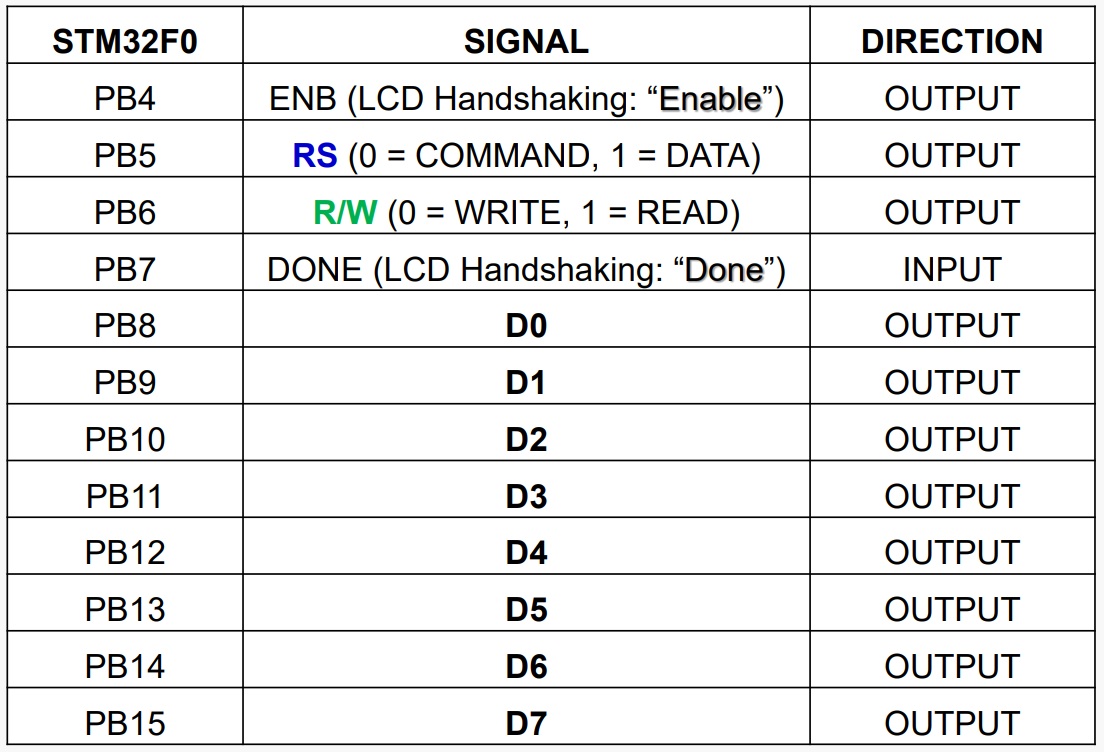 STM32F0 SIGNAL DIRECTION
PB4 ENB (LCD Handshaking: “Enable”) OUTPUT
PB5 RS (0 = COMMAND, 1 = DATA) OUTPUT
PB6 R/W (0 = WRITE, 1 = READ) OUTPUT
PB7 DONE (LCD Handshaking: “Done”) INPUT
PB8 D0 OUTPUT
PB9 D1 OUTPUT
PB10 D2 OUTPUT
PB11 D3 OUTPUT
PB12 D4 OUTPUT
PB13 D5 OUTPUT
PB14 D6 OUTPUT
PB15 D7 OUTPUT